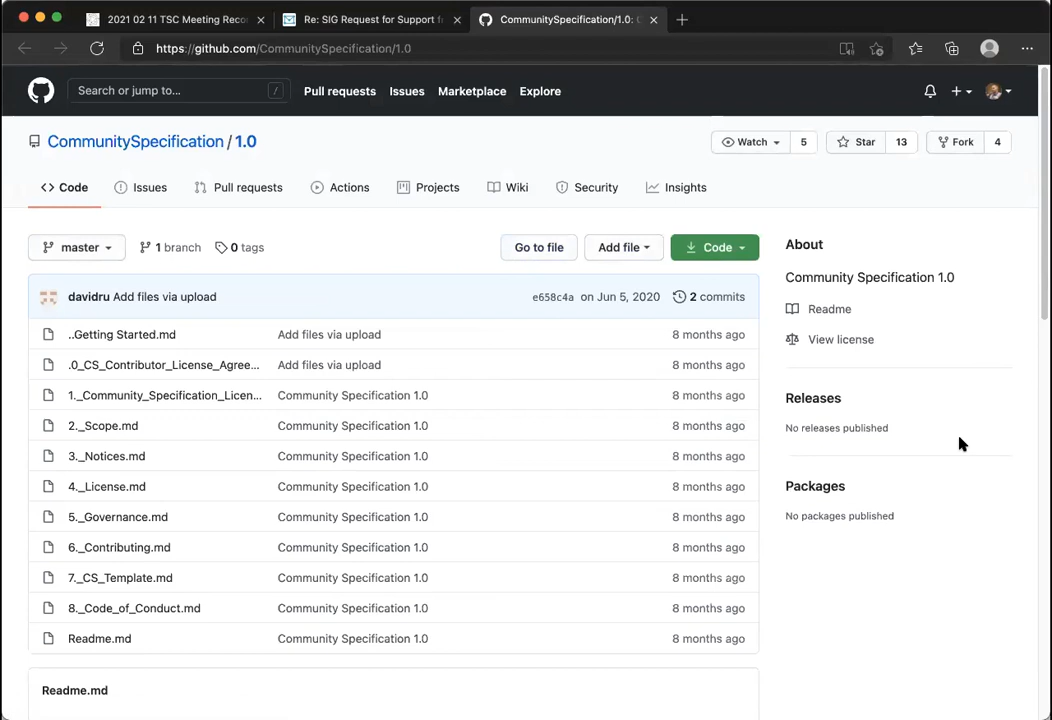 2021 02 11 TSC Meeting Reco
Re: SIG Request for Support f
CommunitySpecification/1.0:
https://github.com/CommunitySpecification/1.0
Search or jump to... /
Pull requests Issues Marketplace Explore
CommunitySpecification / 1.0
Watch 5 Star 13 Fork 4
Code Issues Pull requests Actions Projects Wiki Security Insights
master 1 branch 0 tags Go to file Add file Code
davidru Add files via upload e658c4a on Jun 5, 2020 2 commits
..Getting Started.md Add files via upload 8 months ago
.0_CS_Contributor_License_Agree... Add files via upload 8 months ago
1._Community_Specification_Licen... Community Specification 1.0 8 months ago
2._Scope.md Community Specification 1.0 8 months ago
3._Notices.md Community Specification 1.0 8 months ago
4._License.md Community Specification 1.0 8 months ago
5._Governance.md Community Specification 1.0 8 months ago
6._Contributing.md Community Specification 1.0 8 months ago
7._CS_Template.md Community Specification 1.0 8 months ago
8._Code_of_Conduct.md Community Specification 1.0 8 months ago
Readme.md Community Specification 1.0 8 months ago
Readme.md
About
Community Specification 1.0
Readme
View license
Releases
No releases published
Packages
No packages published